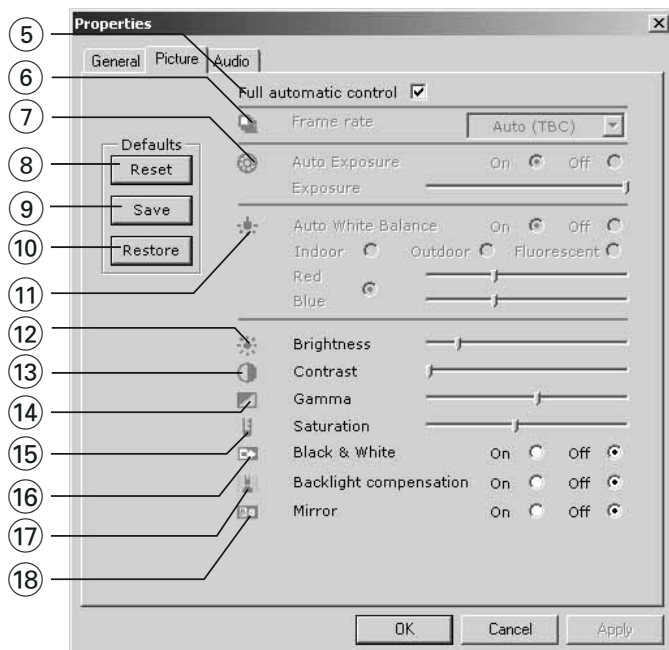 Properties
General Picture Audio
⑤ Full automatic control
⑥ Frame rate Auto (TBC)
⑦ Auto Exposure On Off
Exposure
Defaults
⑧ Reset
⑨ Save
⑩ Restore
⑪ Auto White Balance On Off
Indoor Outdoor Fluorescent
Red
Blue
⑫ Brightness
⑬ Contrast
⑭ Gamma
⑮ Saturation
⑯ Black & White On Off
⑰ Backlight compensation On Off
⑱ Mirror On Off
OK Cancel Apply